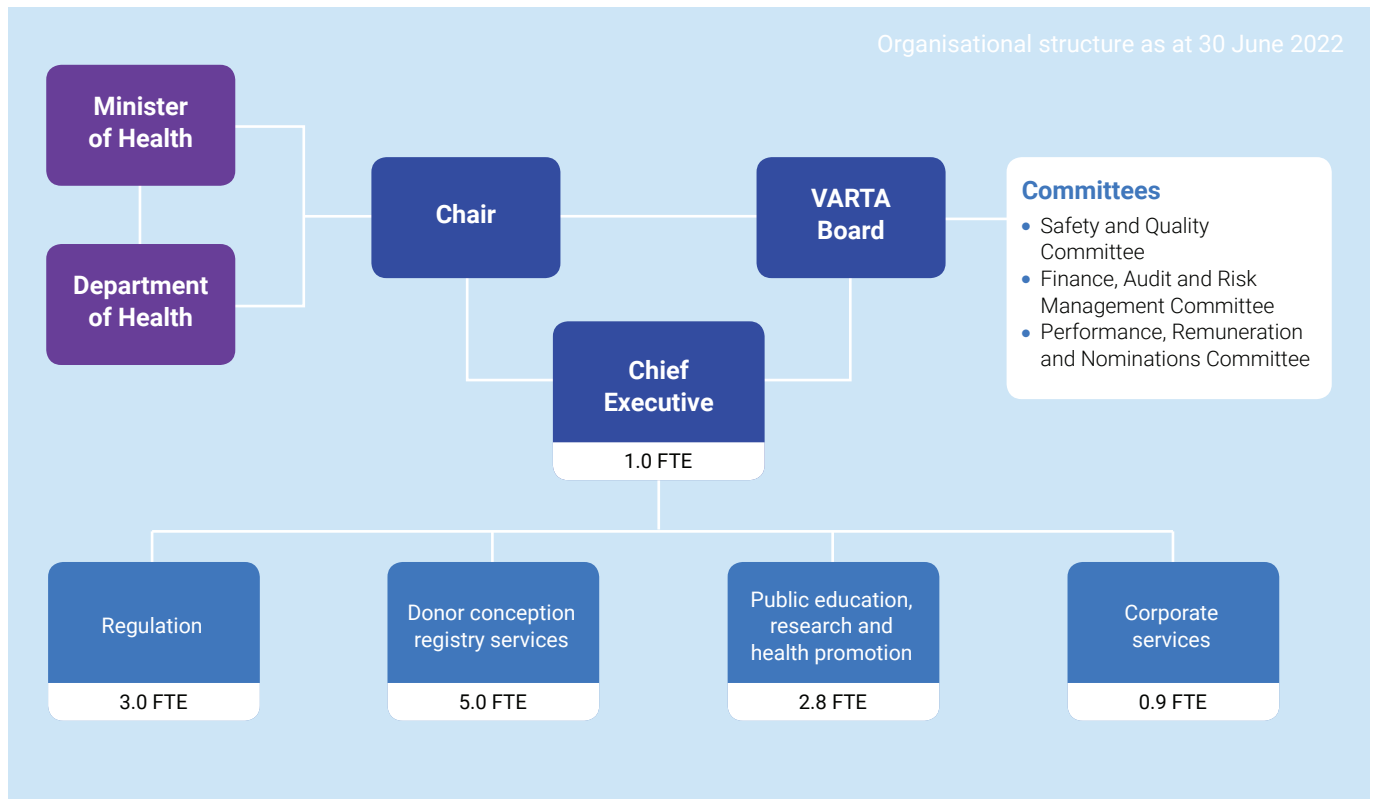 Organisational structure as at 30 June 2022
Minister
of Health
Department
of Health
Chair
VARTA
Board
Committees
• Safety and Quality
Committee
• Finance, Audit and Risk
Management Committee
• Performance, Remuneration
and Nominations Committee
Chief
Executive
1.0 FTE
Regulation
3.0 FTE
Donor conception
registry services
5.0 FTE
Public education,
research and
health promotion
2.8 FTE
Corporate
services
0.9 FTE